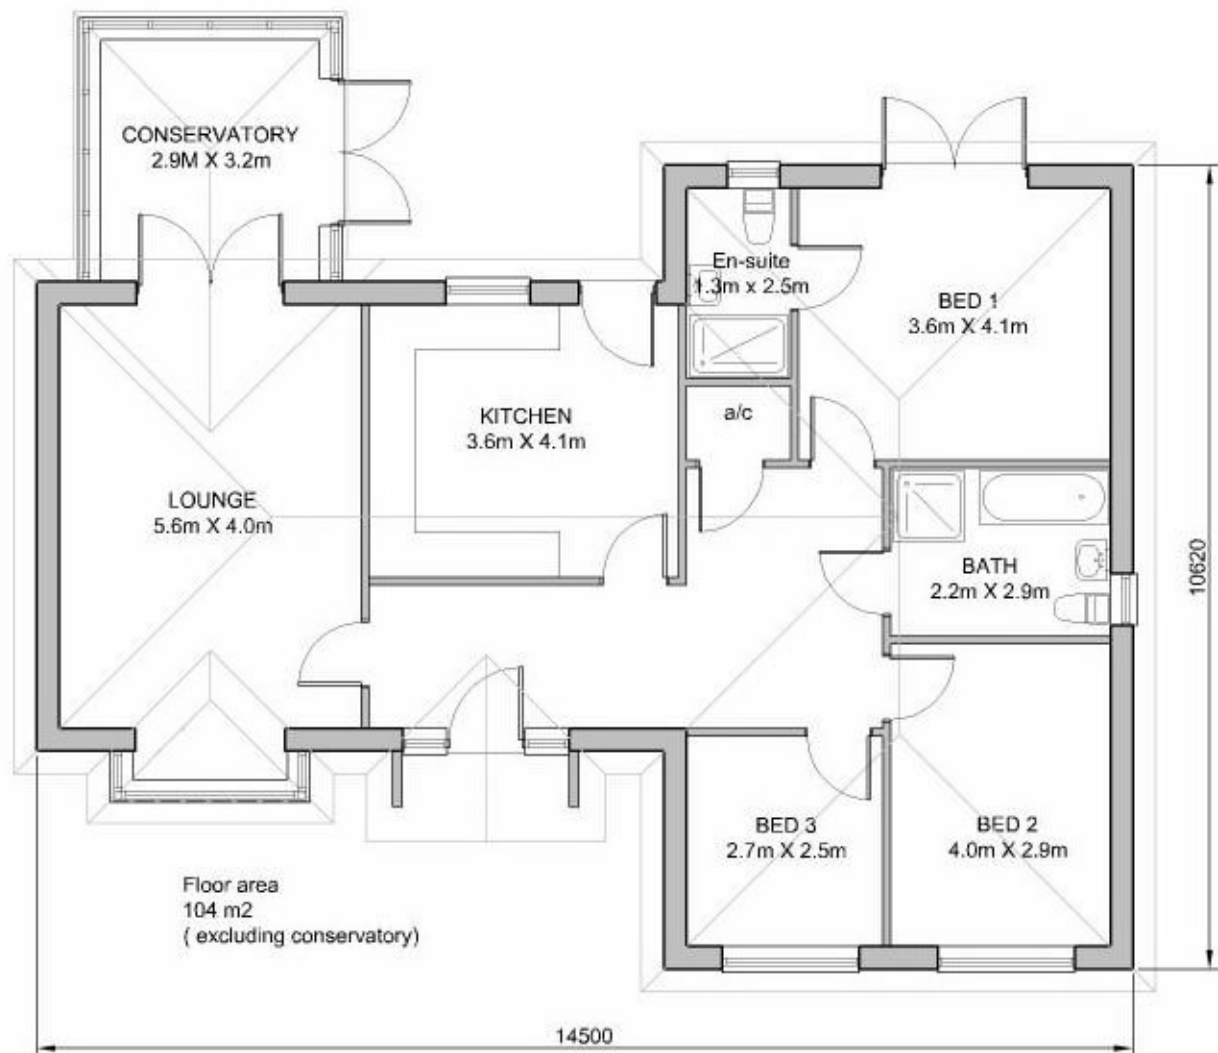 CONSERVATORY
2.9M X 3.2m
En-suite
1.3m x 2.5m
BED 1
3.6m X 4.1m
KITCHEN
3.6m X 4.1m
a/c
LOUNGE
5.6m X 4.0m
BATH
2.2m X 2.9m
10620
BED 3
2.7m X 2.5m
BED 2
4.0m X 2.9m
Floor area
104 m2
( excluding conservatory)
14500